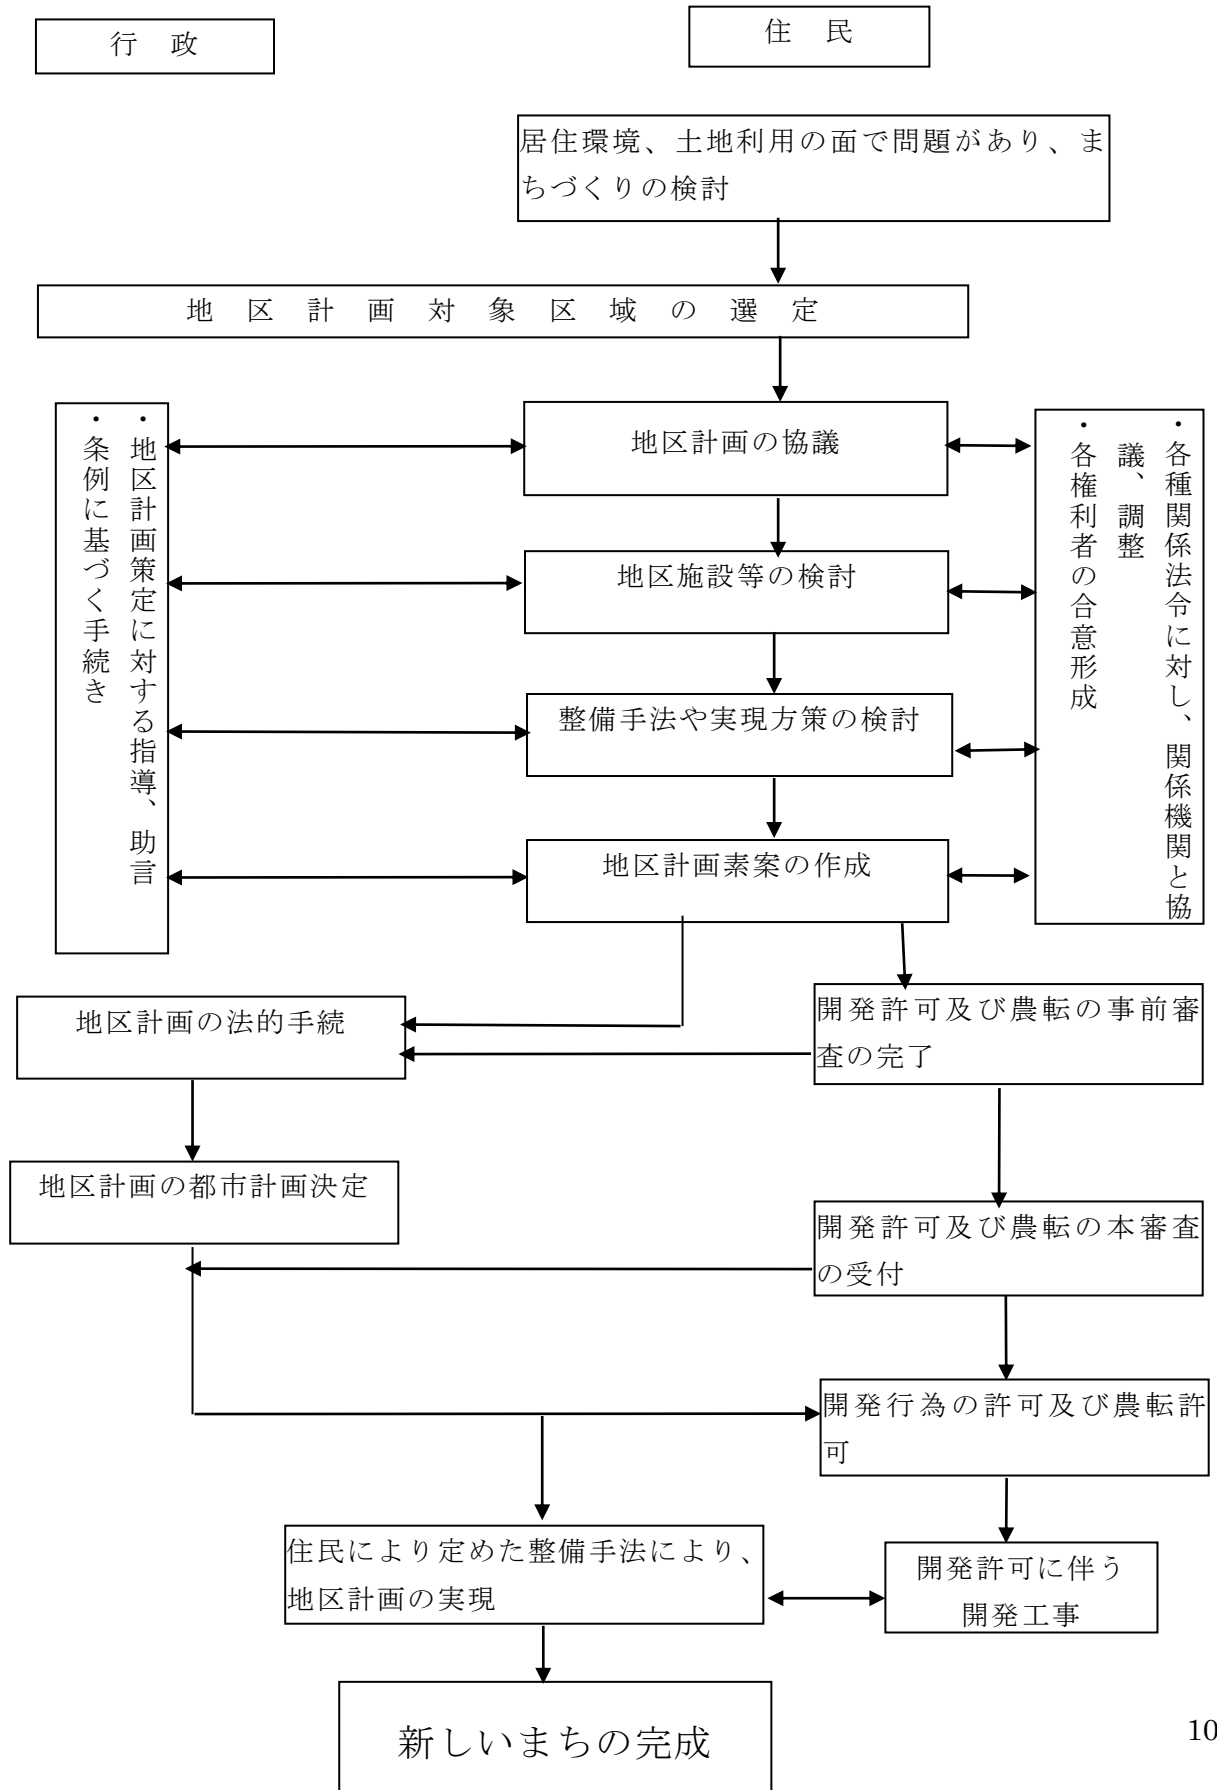 行　政
住　民
居住環境、土地利用の面で問題があり、ま
ちづくりの検討
地区計画対象区域の選定
・地区計画策定に対する指導、助言
・条例に基づく手続き
地区計画の協議
地区施設等の検討
整備手法や実現方策の検討
地区計画素案の作成
・各種関係法令に対し、関係機関と協
議、調整
・各権利者の合意形成
地区計画の法的手続
開発許可及び農転の事前審
査の完了
地区計画の都市計画決定
開発許可及び農転の本審査
の受付
開発行為の許可及び農転許
可
住民により定めた整備手法により、
地区計画の実現
開発許可に伴う
開発工事
新しいまちの完成
10